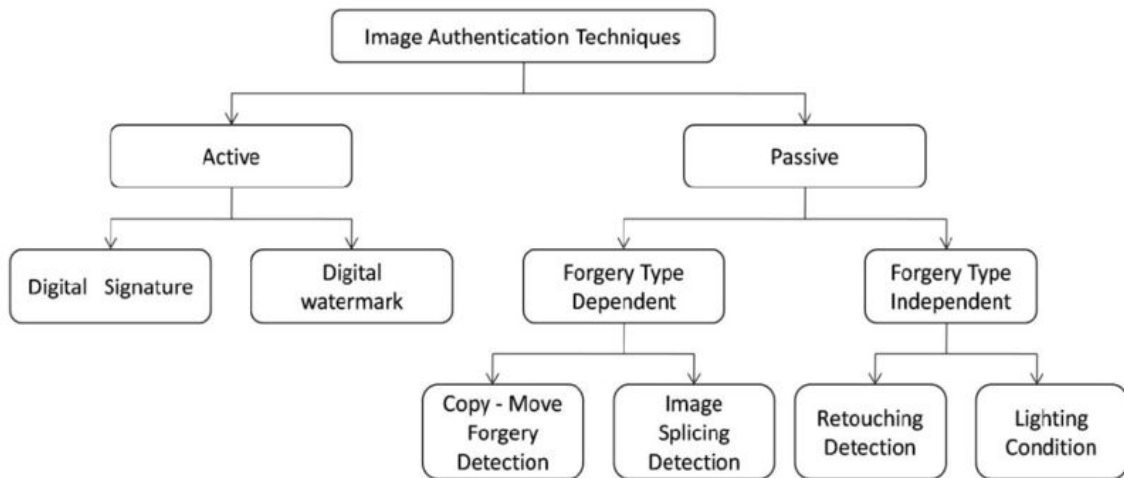 Image Authentication Techniques
Active
Passive
Digital Signature
Digital
watermark
Forgery Type
Dependent
Forgery Type
Independent
Copy - Move
Forgery
Detection
Image
Splicing
Detection
Retouching
Detection
Lighting
Condition